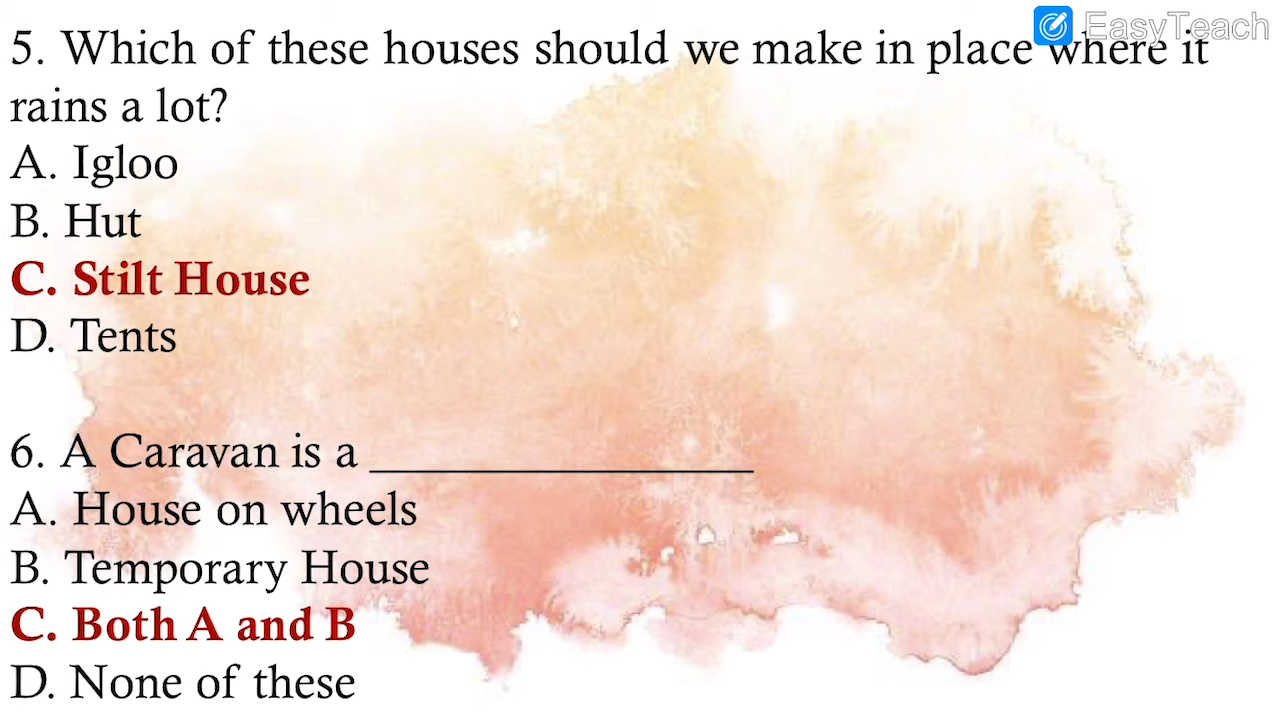 EasyTeach
5. Which of these houses should we make in place where it
rains a lot?
A. Igloo
B. Hut
C. Stilt House
D. Tents
6. A Caravan is a ________________
A. House on wheels
B. Temporary House
C. Both A and B
D. None of these